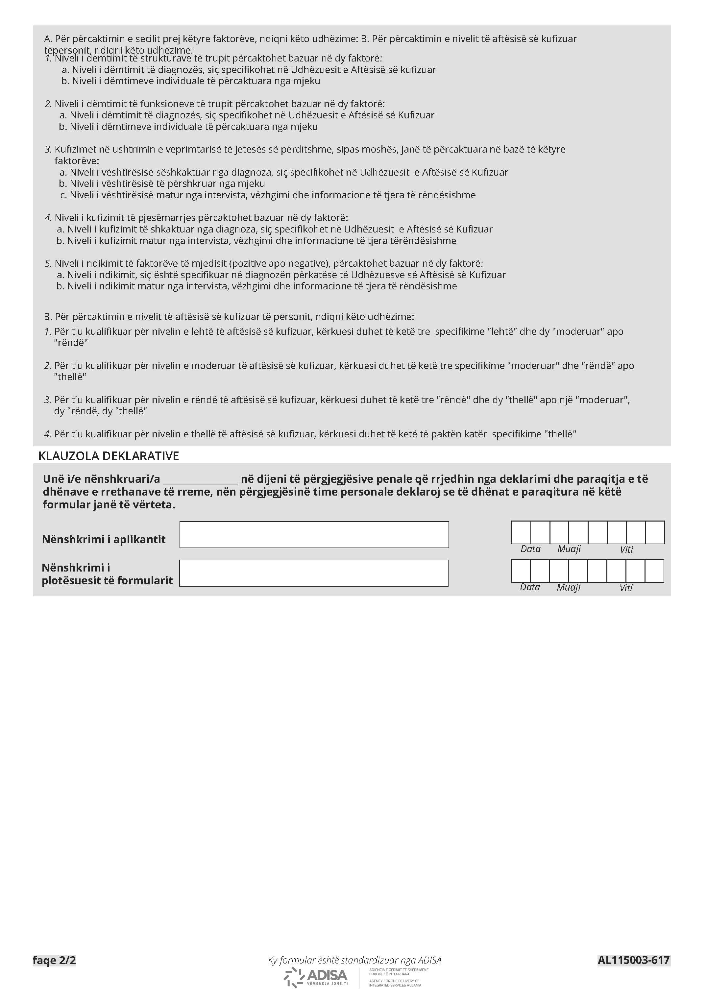 A. Për përcaktimin e secilit prej këtyre faktorëve, ndiqni këto udhëzime: B. Për përcaktimin e nivelit të aftësisë së kufizuar
tëpersonit, ndiqni këto udhëzime:
1. Niveli i dëmtimit të strukturave të trupit përcaktohet bazuar në dy faktorë:
a. Niveli i dëmtimit të diagnozës, siç specifikohet në Udhëzuesit e Aftësisë së kufizuar
b. Niveli i dëmtimeve individuale të përcaktuara nga mjeku
2. Niveli i dëmtimit të funksioneve të trupit përcaktohet bazuar në dy faktorë:
a. Niveli i dëmtimit të diagnozës, siç specifikohet në Udhëzuesit e Aftësisë së Kufizuar
b. Niveli i dëmtimeve individuale të përcaktuara nga mjeku
3. Kufizimet në ushtrimin e veprimtarisë të jetesës së përditshme, sipas moshës, janë të përcaktuara në bazë të këtyre
faktorëve:
a. Niveli i vështirësisë sëshkaktuar nga diagnoza, siç specifikohet në Udhëzuesit e Aftësisë së Kufizuar
b. Niveli i vështirësisë të përshkruar nga mjeku
c. Niveli i vështirësisë matur nga intervista, vëzhgimi dhe informacione të tjera të rëndësishme
4. Niveli i kufizimit të pjesëmarrjes përcaktohet bazuar në dy faktorë:
a. Niveli i kufizimit të shkaktuar nga diagnoza, siç specifikohet në Udhëzuesit e Aftësisë së Kufizuar
b. Niveli i kufizimit matur nga intervista, vëzhgimi dhe informacione të tjera tërëndësishme
5. Niveli i ndikimit të faktorëve të mjedisit (pozitive apo negative), përcaktohet bazuar në dy faktorë:
a. Niveli i ndikimit, siç është specifikuar në diagnozën përkatëse të Udhëzuesve së Aftësisë së Kufizuar
b. Niveli i ndikimit matur nga intervista, vëzhgimi dhe informacione të tjera të rëndësishme
B. Për përcaktimin e nivelit të aftësisë së kufizuar të personit, ndiqni këto udhëzime:
1. Për t'u kualifikuar për nivelin e lehtë të aftësisë së kufizuar, kërkuesi duhet të ketë tre specifikime "lehtë" dhe dy "moderuar" apo
"rëndë"
2. Për t'u kualifikuar për nivelin e moderuar të aftësisë së kufizuar, kërkuesi duhet të ketë tre specifikime "moderuar" dhe "rëndë" apo
"thellë"
3. Për t'u kualifikuar për nivelin e rëndë të aftësisë së kufizuar, kërkuesi duhet të ketë tre "rëndë" dhe dy "thellë" apo një "moderuar",
dy "rëndë, dy "thellë"
4. Për t'u kualifikuar për nivelin e thellë të aftësisë së kufizuar, kërkuesi duhet të ketë të paktën katër specifikime "thellë"
KLAUZOLA DEKLARATIVE
Unë i/e nënshkruari/a ______________ në dijeni të përgjegjësive penale që rrjedhin nga deklarimi dhe paraqitja e të
dhënave e rrethanave të rreme, nën përgjegjësinë time personale deklaroj se të dhënat e paraqitura në këtë
formular janë të vërteta.
Nënshkrimi i aplikantit
Data Muaji Viti
Nënshkrimi i
plotësuesit të formularit
Data Muaji Viti
faqe 2/2
Ky formular është standardizuar nga ADISA
AL115003-617
ADISA
VËMENDJA JONË, TI
AGJENCIA E OFRIMIT TË SHËRBIMEVE
PUBLIKE TË INTEGRUARA
AGENCY FOR THE DELIVERY OF
INTEGRATED SERVICES ALBANIA